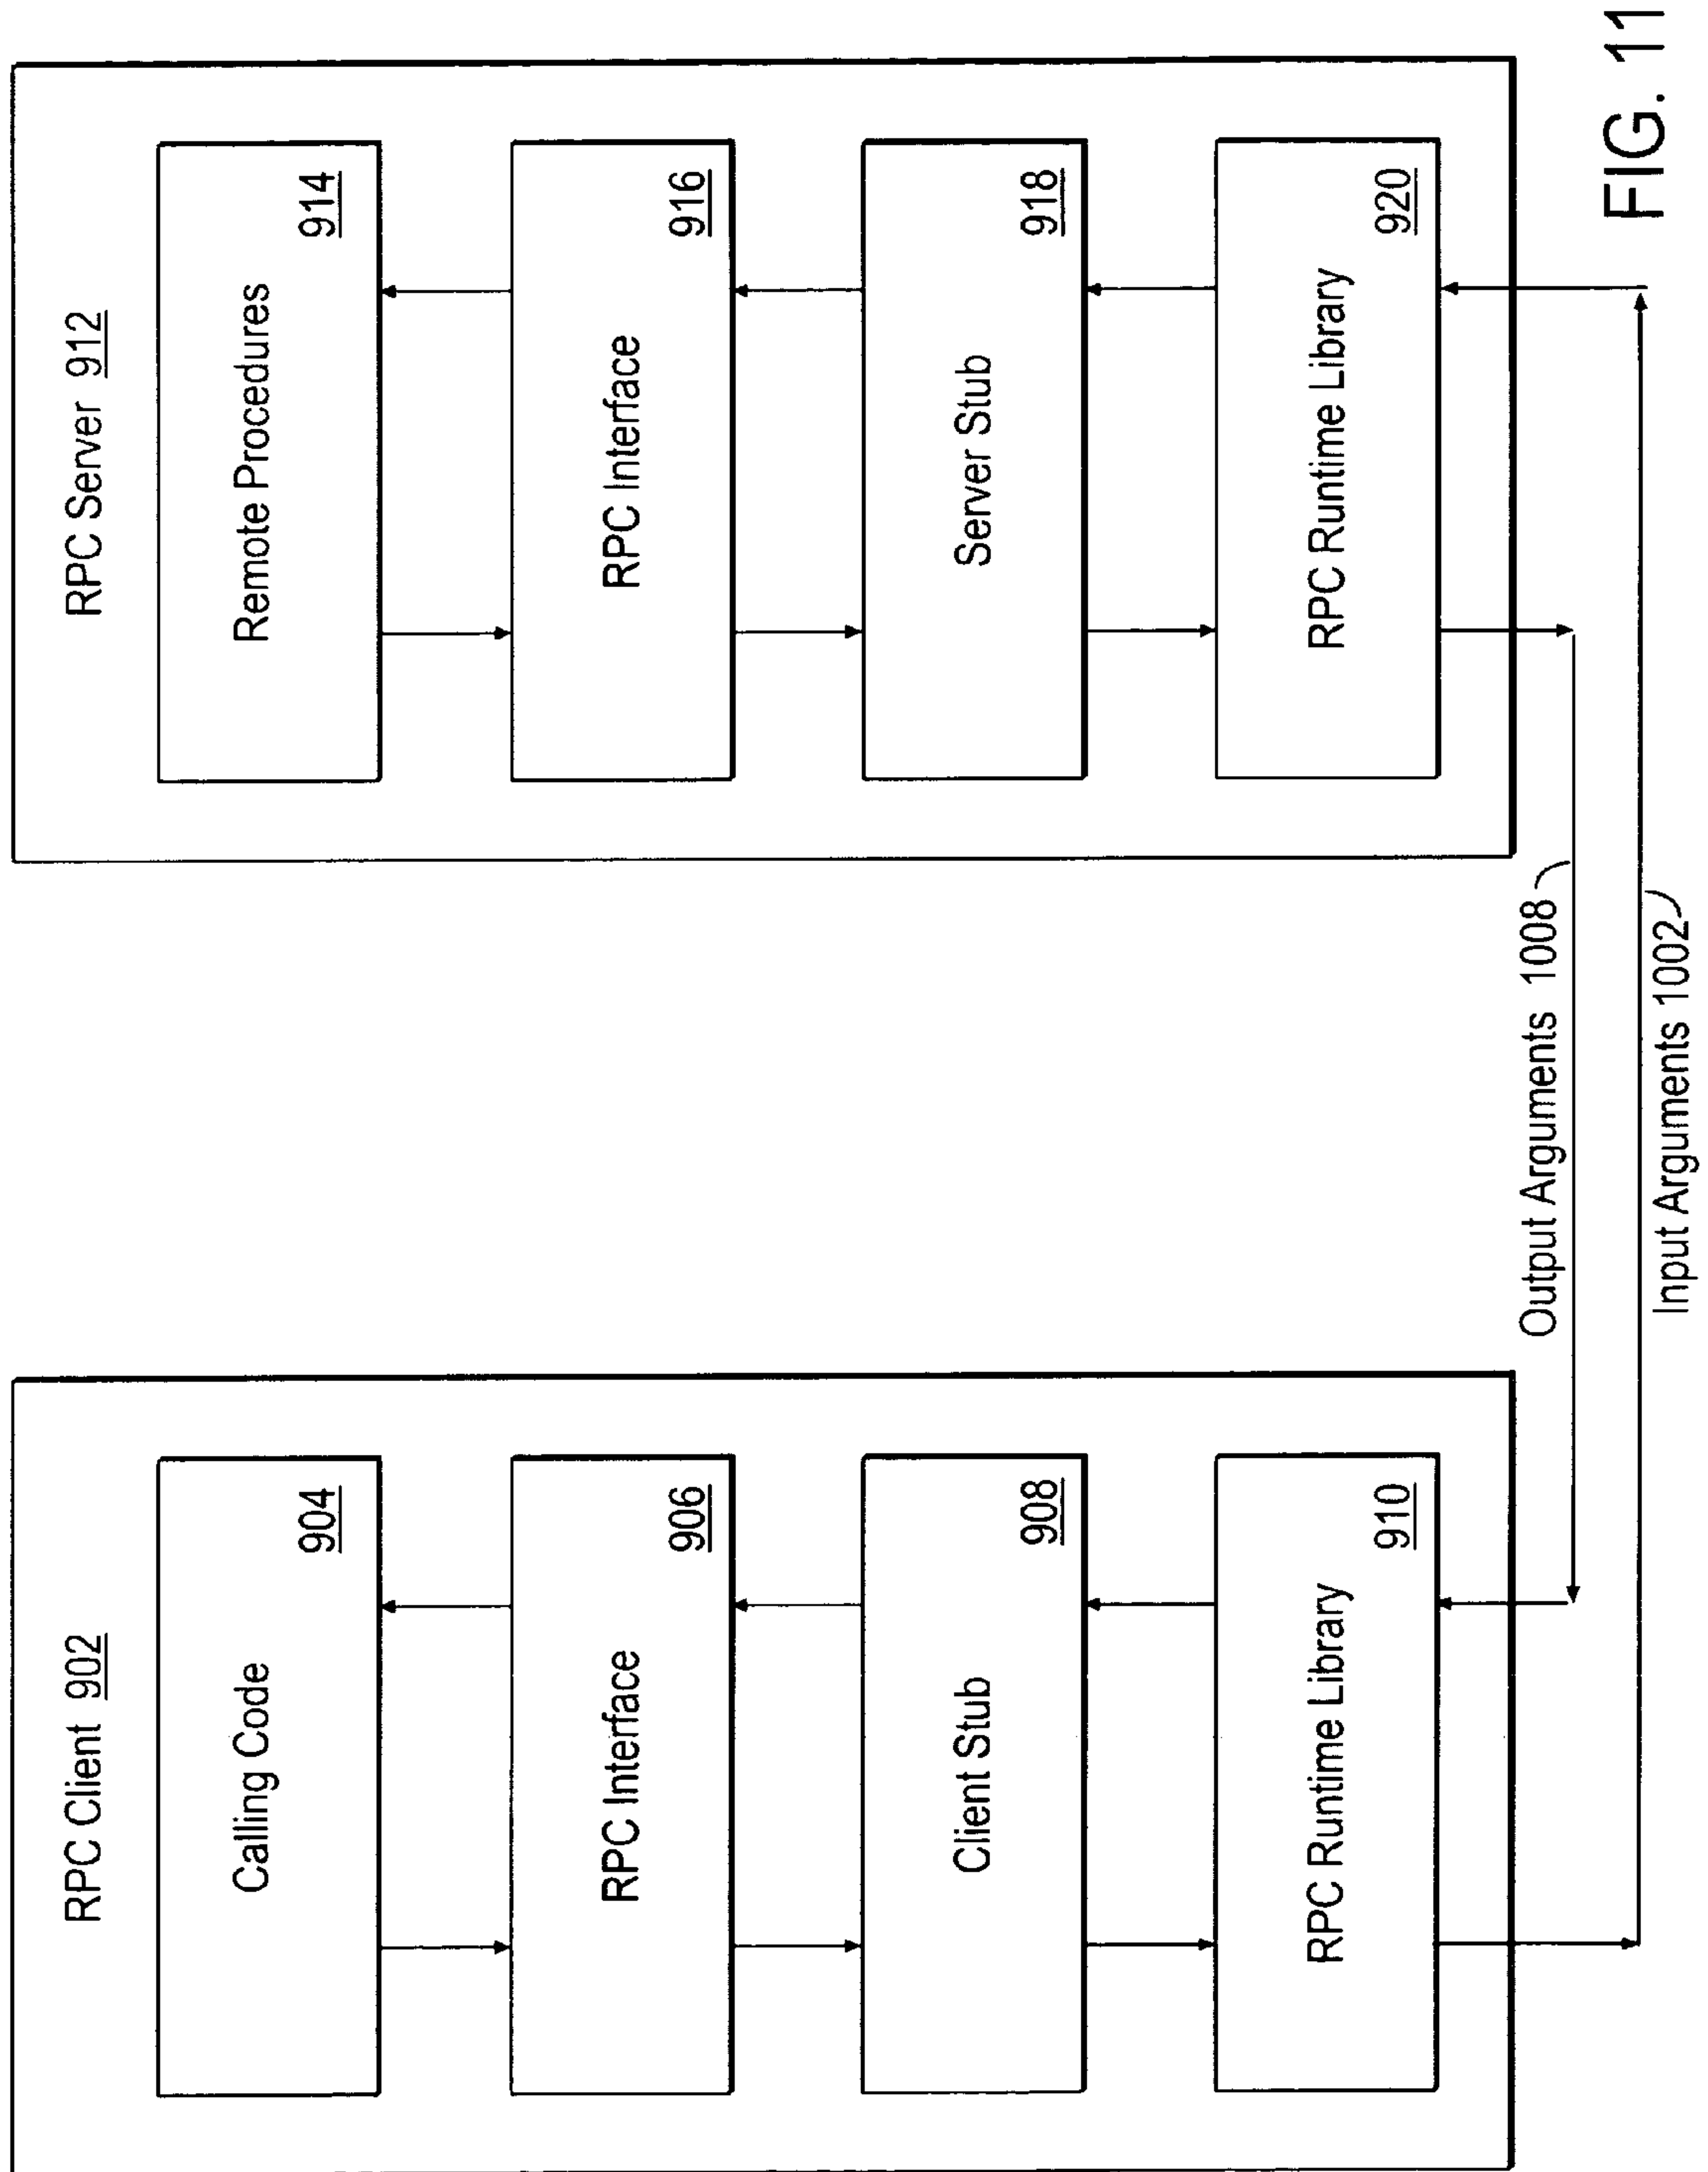 RPC Client 902
Calling Code
904
RPC Interface
906
Client Stub
908
RPC Runtime Library
910
RPC Server 912
Remote Procedures
914
RPC Interface
916
Server Stub
918
RPC Runtime Library
920
Output Arguments 1008
Input Arguments 1002
FIG. 11